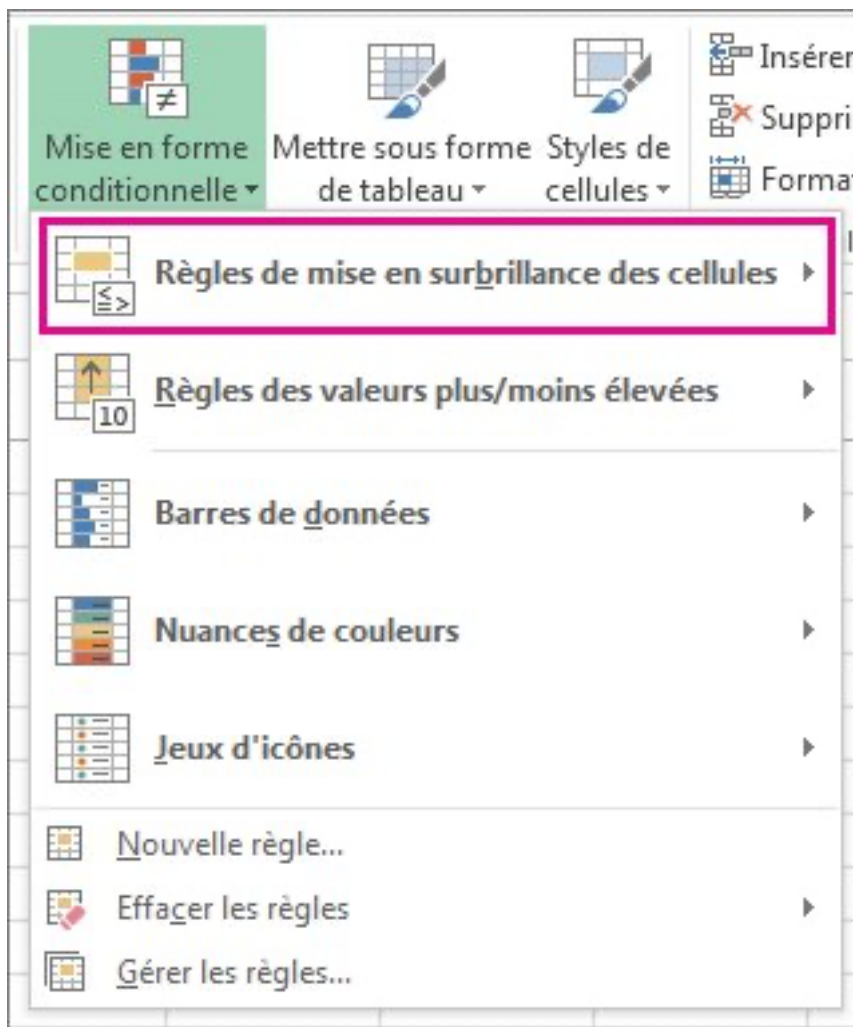 Mise en forme
conditionnelle
Mettre sous forme
de tableau
Styles de
cellules
Insérer
Suppri
Format
Règles de mise en surbrillance des cellules
Règles des valeurs plus/moins élevées
10
Barres de données
Nuances de couleurs
Jeux d'icônes
Nouvelle règle...
Effacer les règles
Gérer les règles...